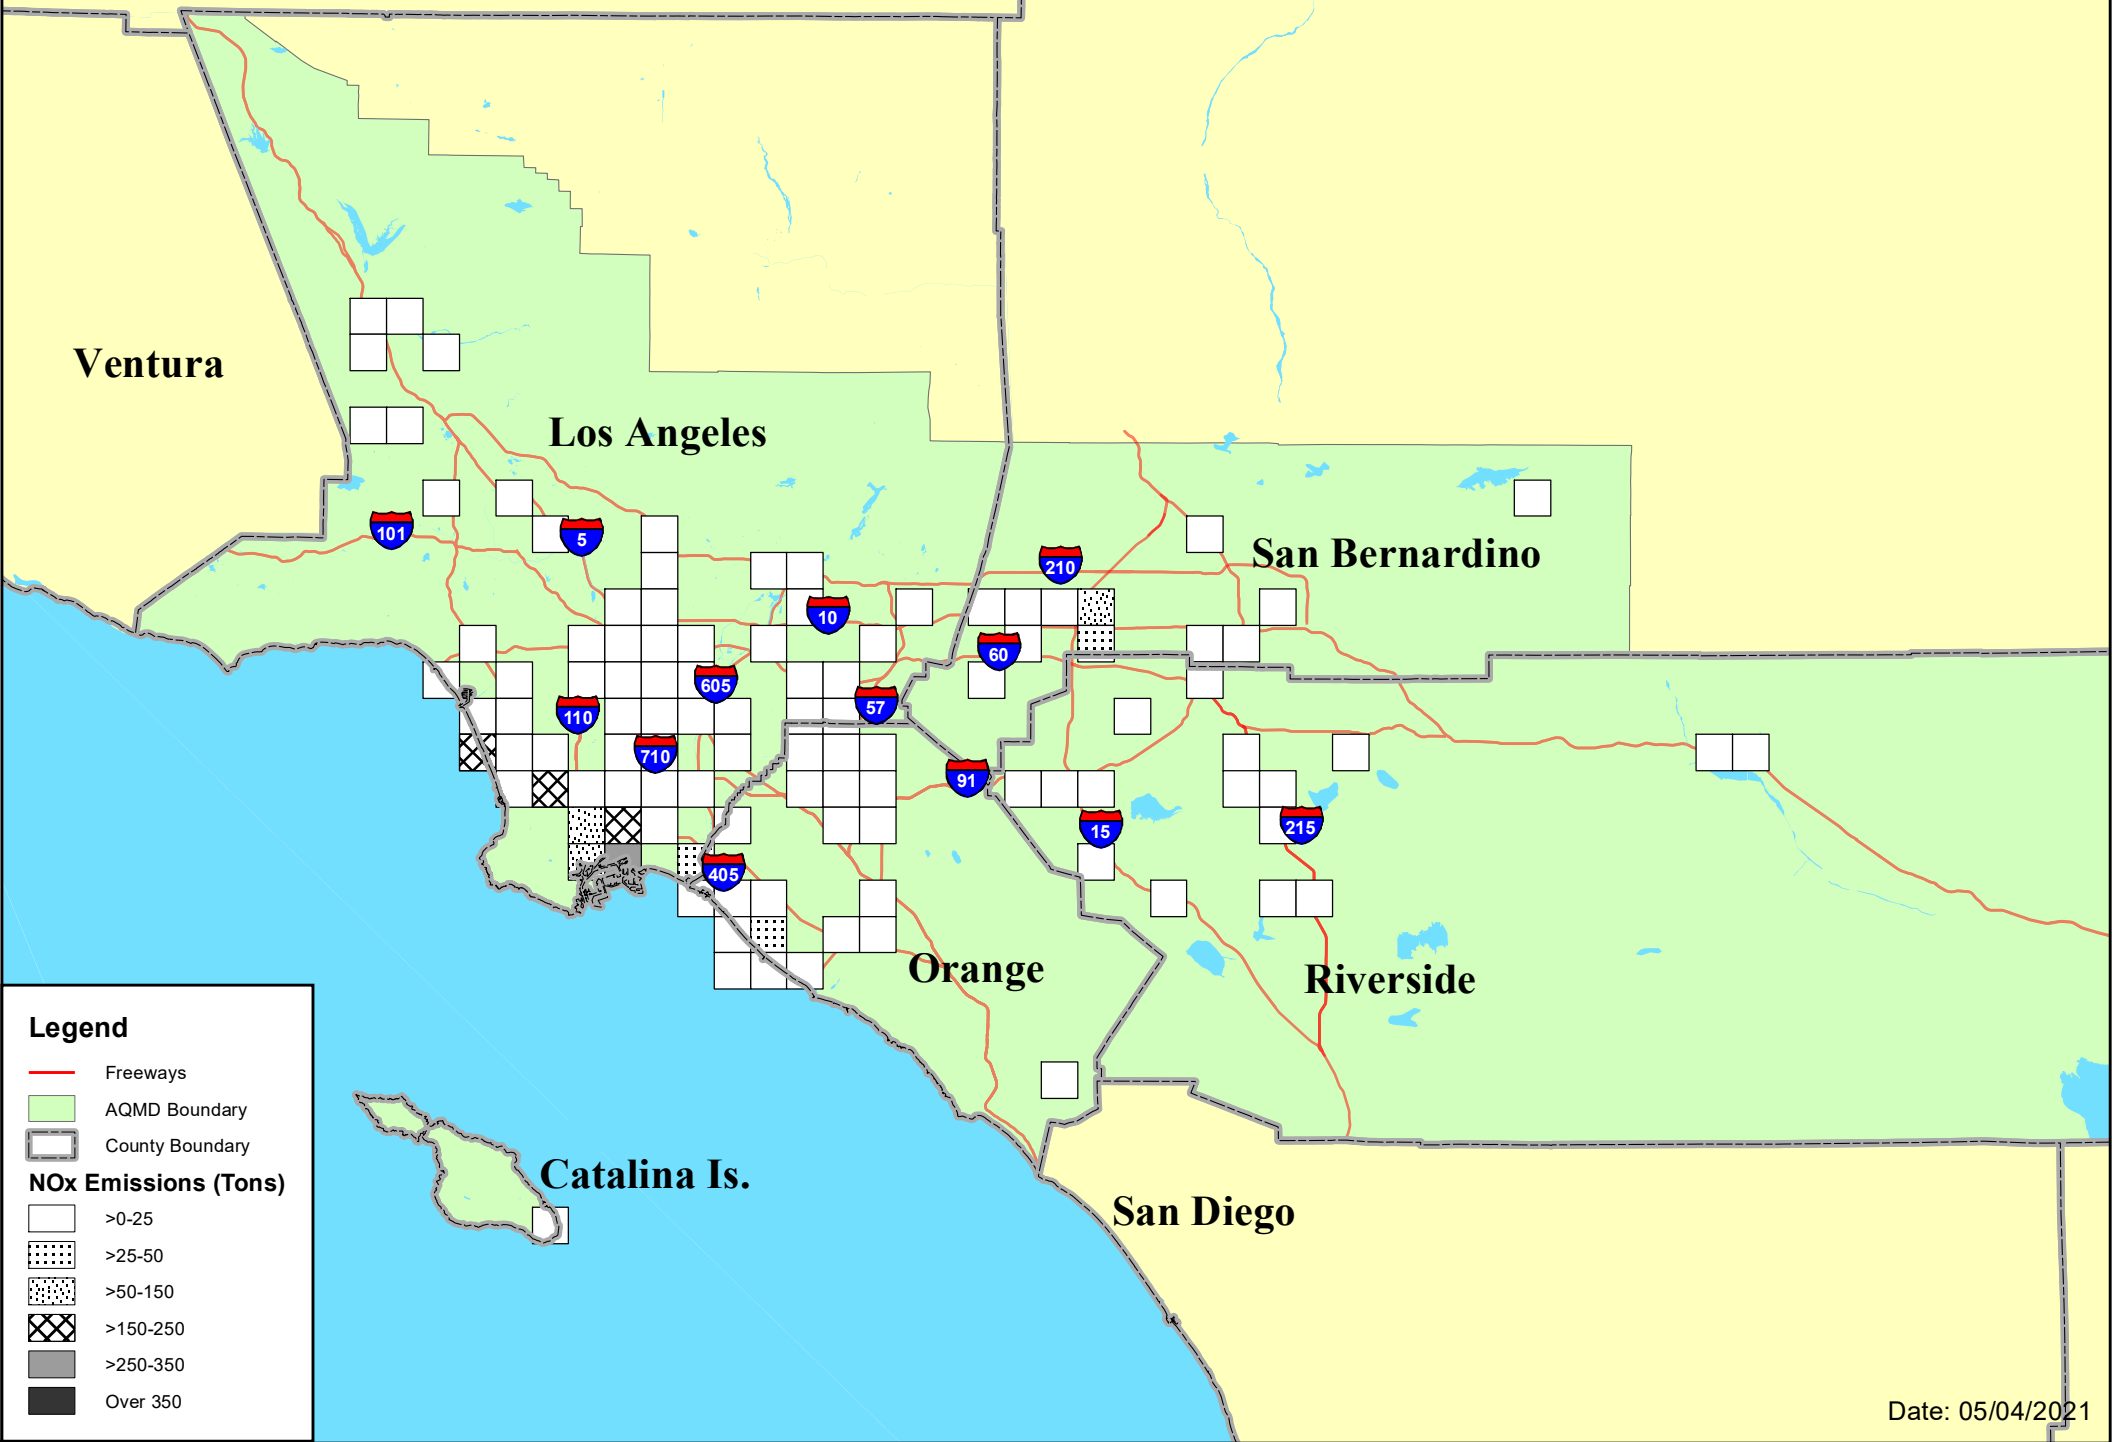 Ventura
Los Angeles
101
5
210
San Bernardino
10
60
605
57
110
710
91
15
215
405
Orange
Riverside
Legend
Freeways
AQMD Boundary
County Boundary
NOx Emissions (Tons)
>0-25
>25-50
>50-150
>150-250
>250-350
Over 350
Catalina Is.
San Diego
Date: 05/04/2021